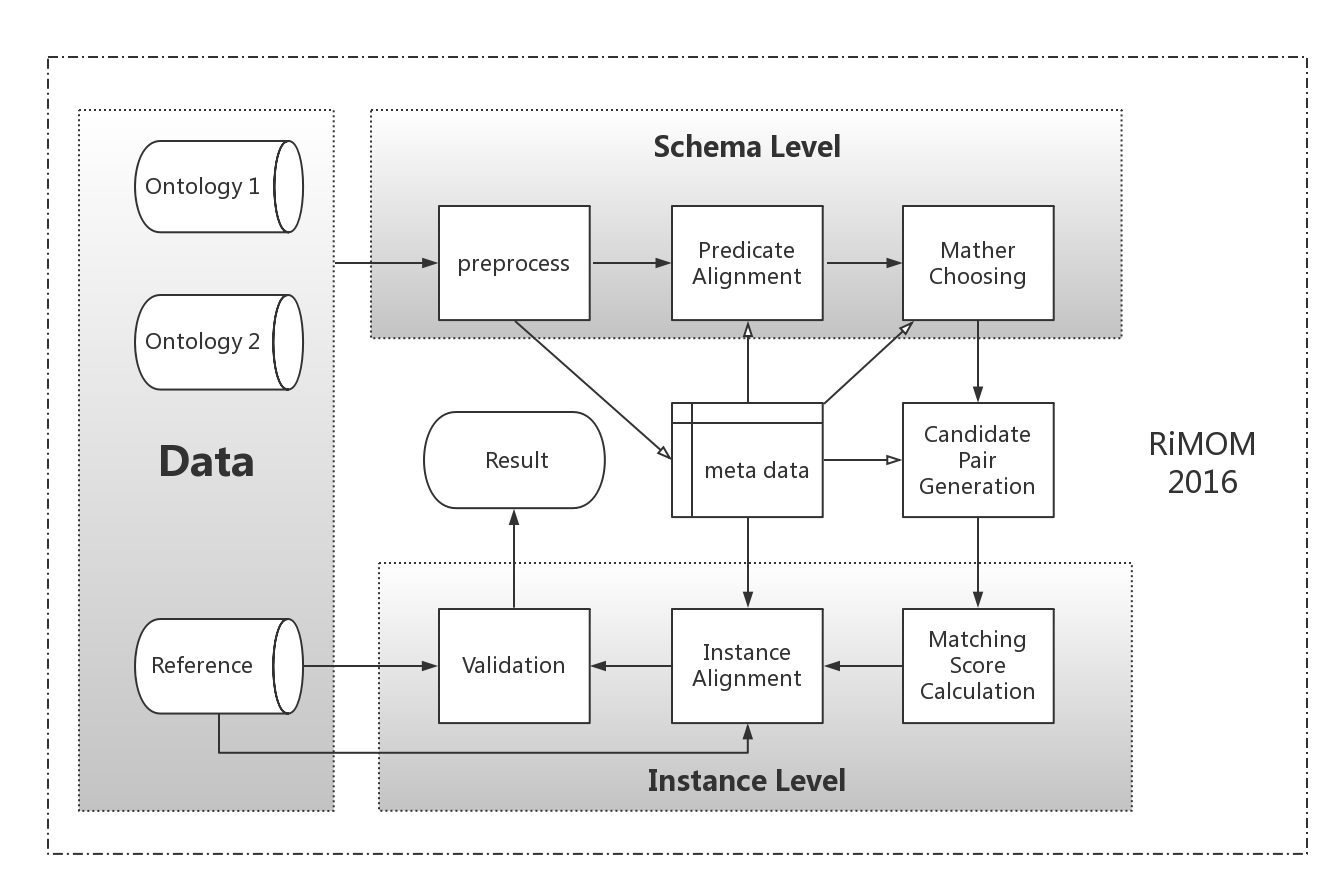 Ontology 1
Ontology 2
Data
Reference
Schema Level
preprocess
Predicate
Alignment
Mather
Choosing
Result
meta data
Candidate
Pair
Generation
Validation
Instance
Alignment
Matching
Score
Calculation
Instance Level
RiMOM
2016